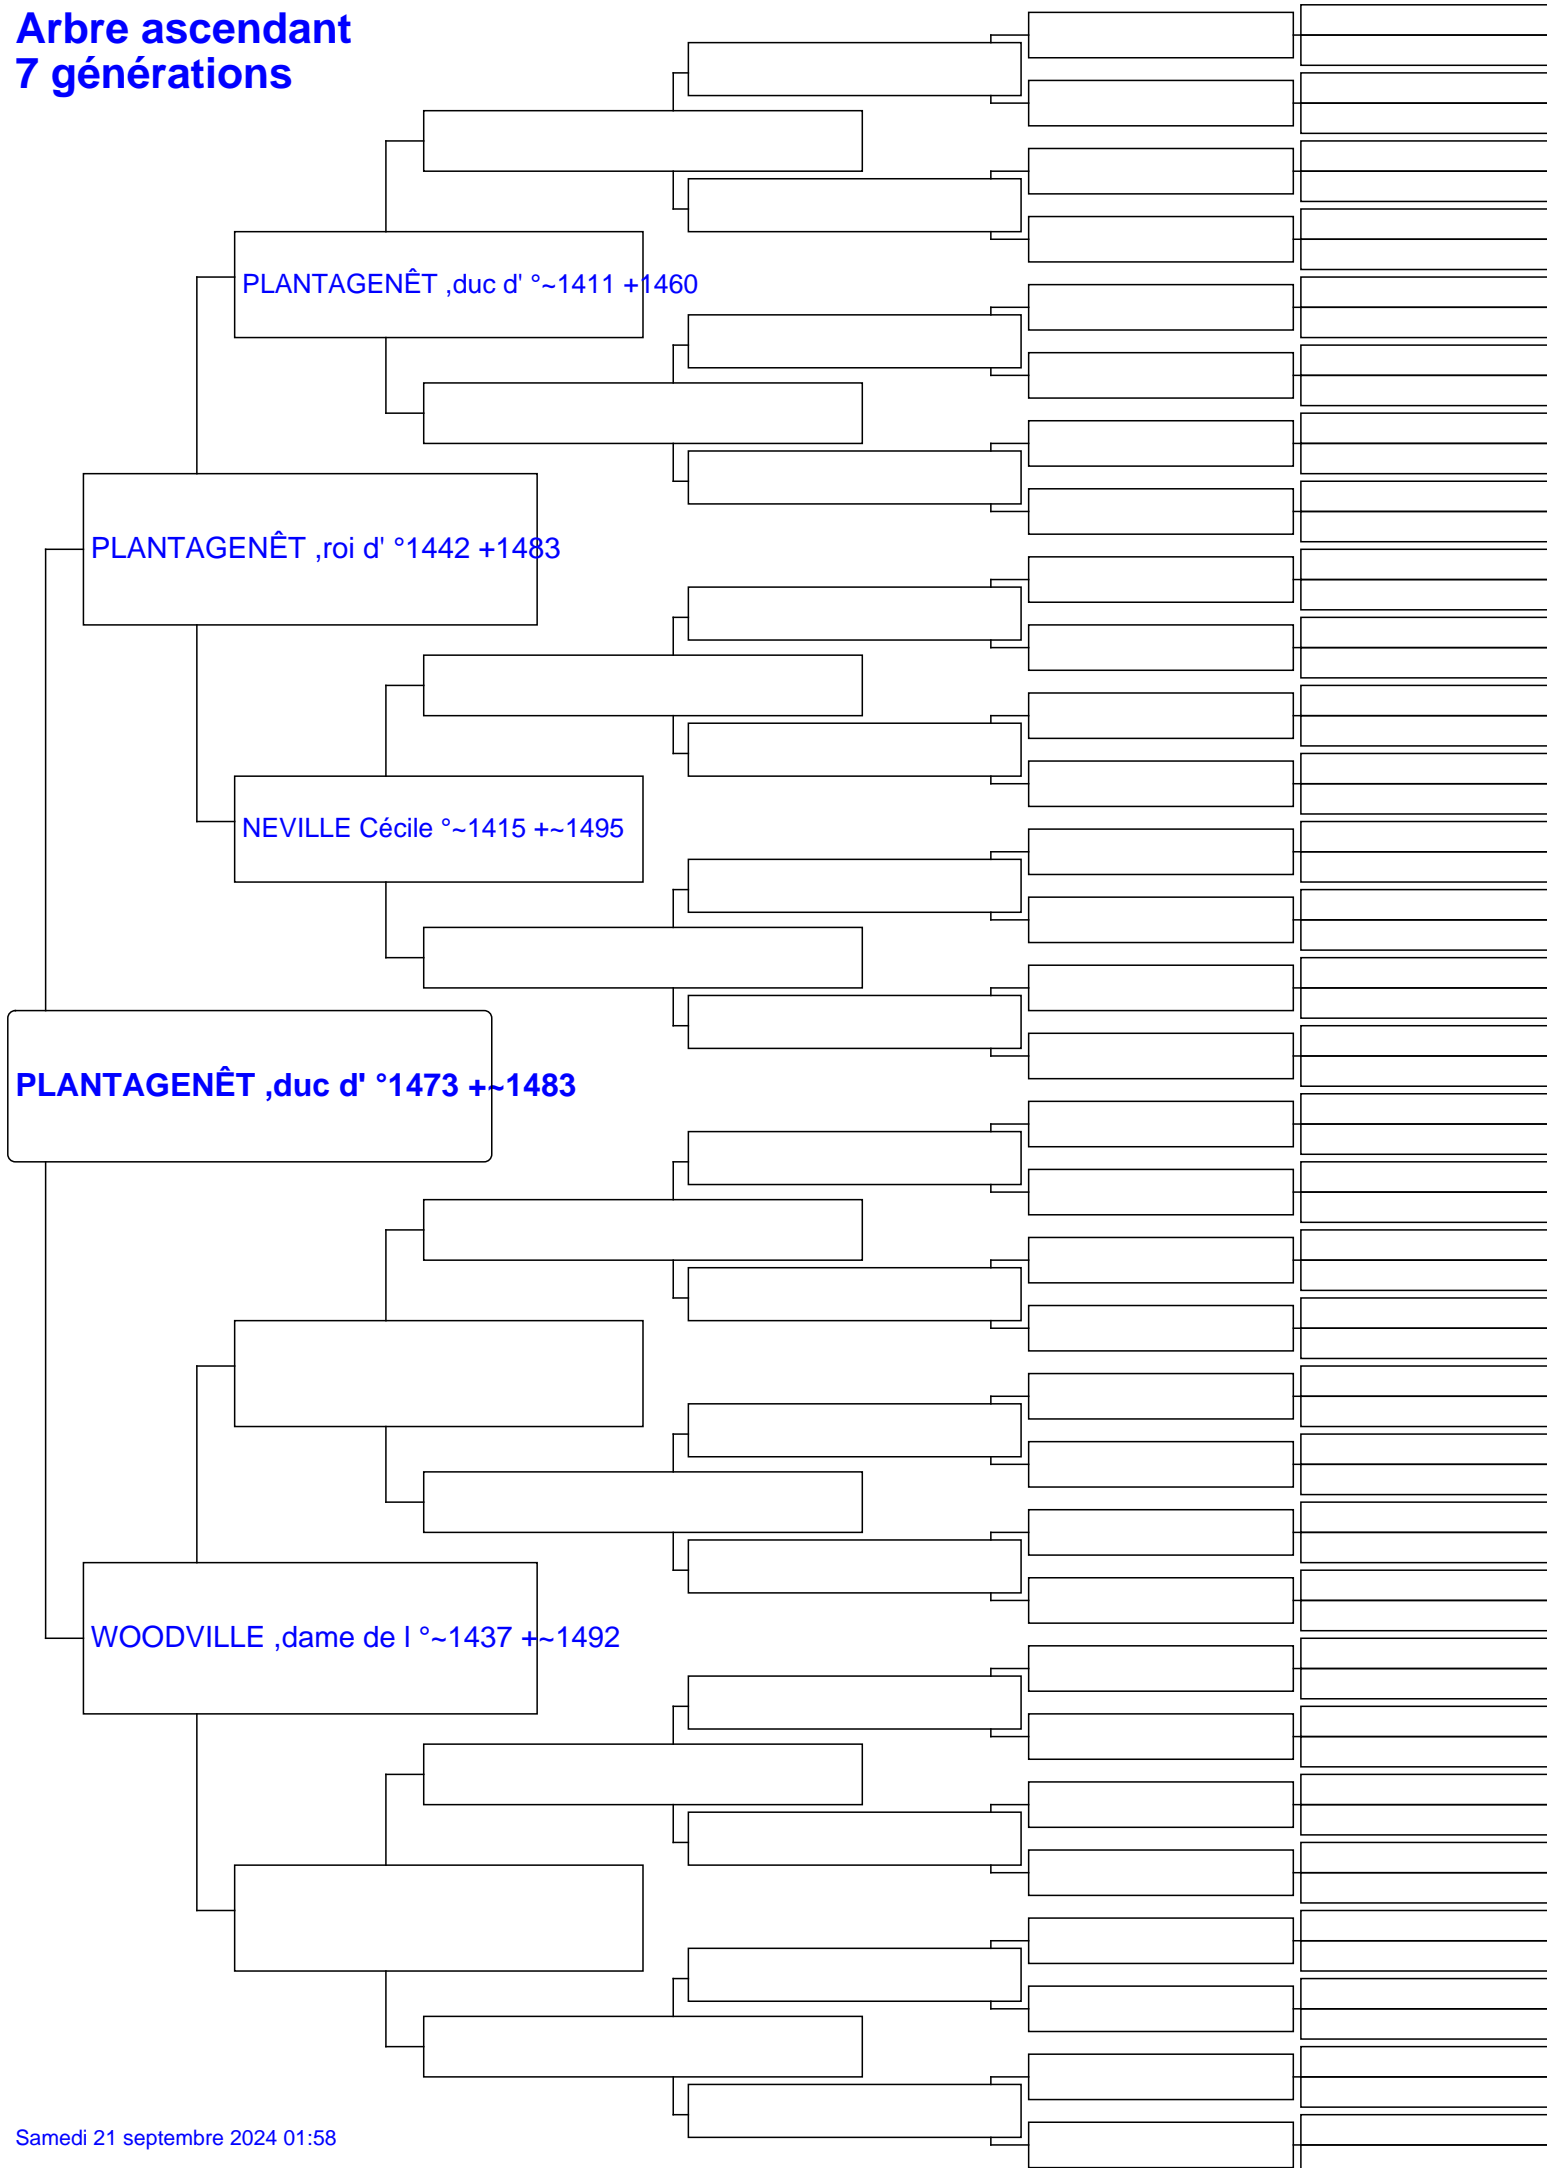 Arbre ascendant
7 générations
PLANTAGENÊT ,duc d' °~1411 +1460
PLANTAGENÊT ,roi d' °1442 +1483
NEVILLE Cécile °~1415 +~1495
PLANTAGENÊT ,duc d' °1473 +~1483
WOODVILLE ,dame de l °~1437 +~1492
Samedi 21 septembre 2024 01:58